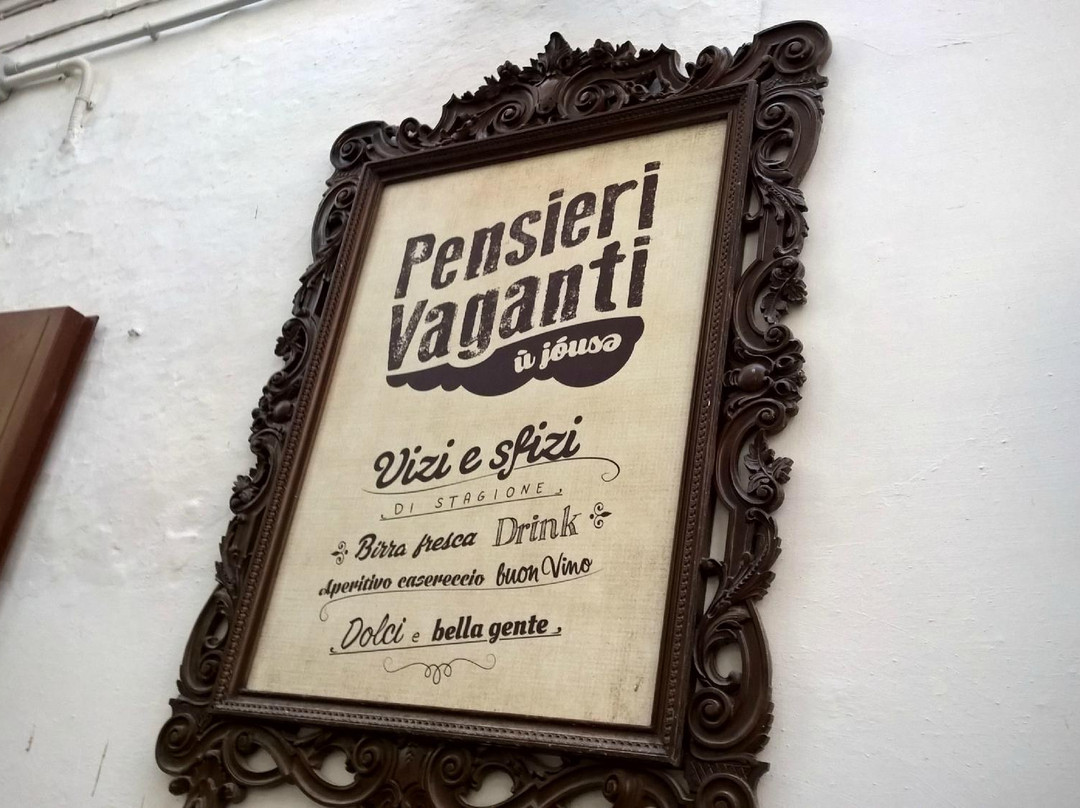 Pensieri
Vaganti
ù jóusə
Vizi e sfizi
DI STAGIONE
Birra fresca Drink
Aperitivo casereccio buon Vino
Dolci e bella gente